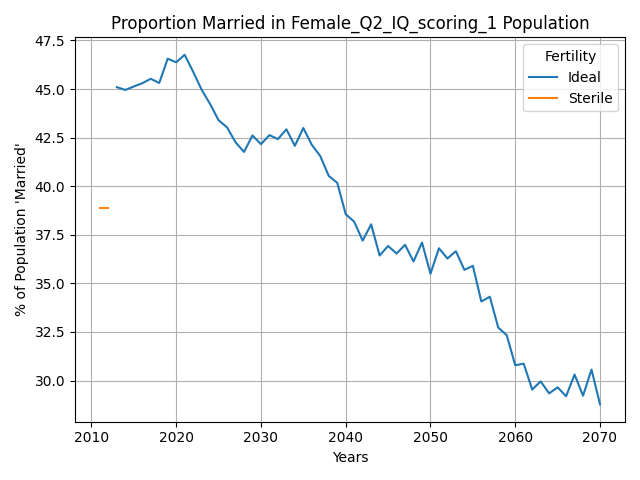 Proportion Married in Female_Q2_IQ_scoring_1 Population
% of Population 'Married'
47.5
45.0
42.5
40.0
37.5
35.0
32.5
30.0
Fertility
Ideal
Sterile
2010 2020 2030 2040 2050 2060 2070
Years